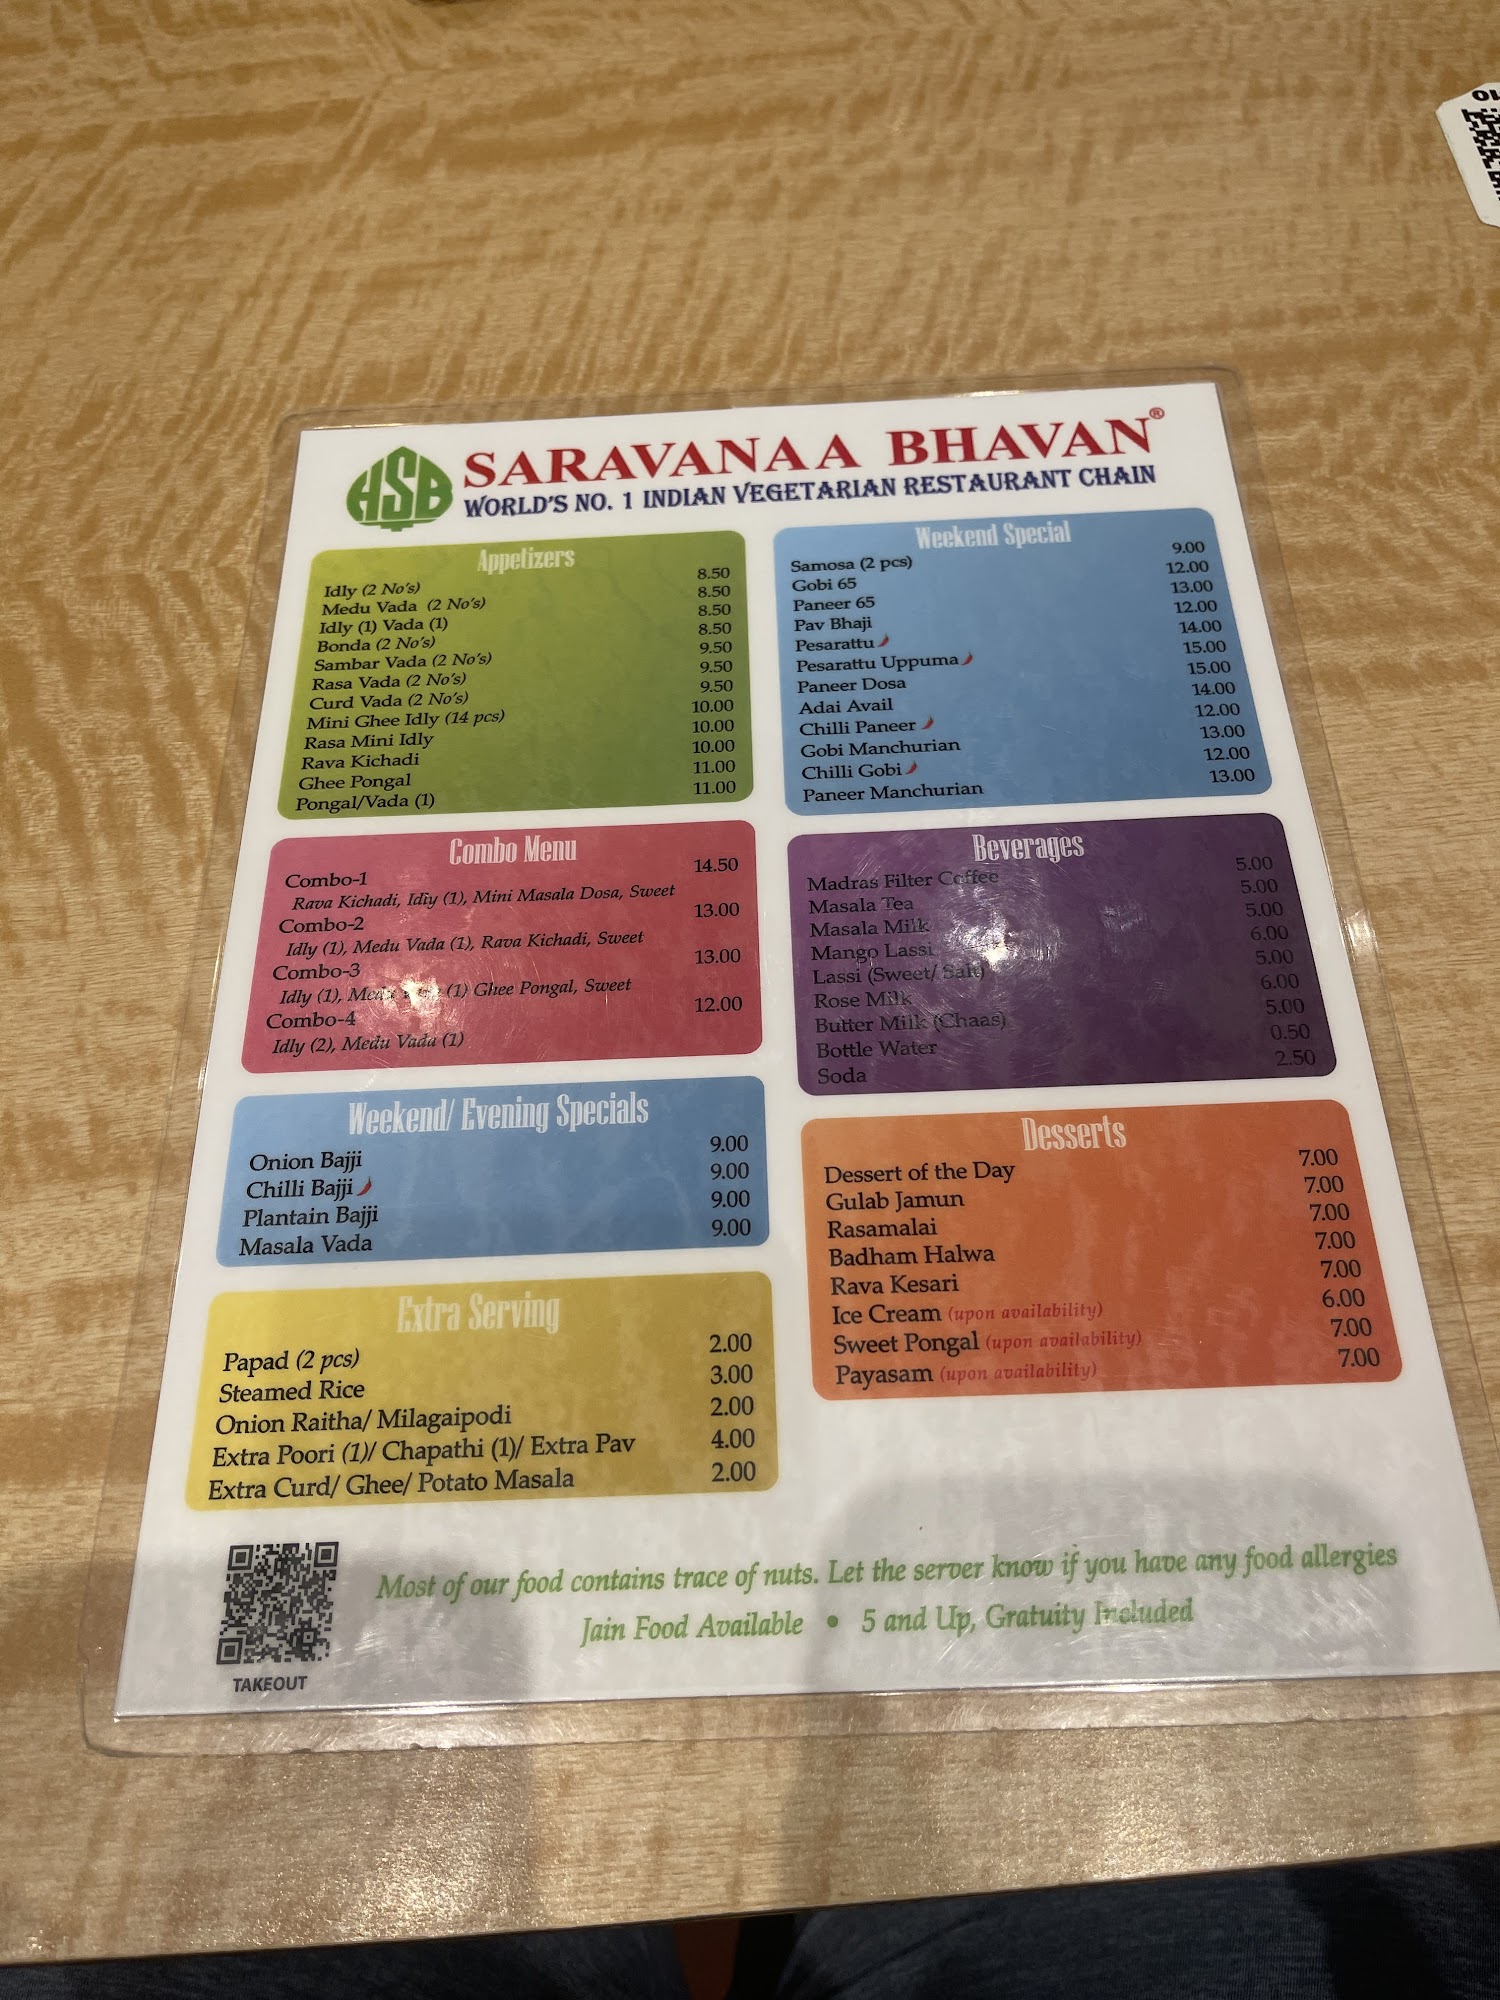 HSB
SARAVANAA BHAVAN®
WORLD'S NO. 1 INDIAN VEGETARIAN RESTAURANT CHAIN
Appetizers
Idly (2 No's) 8.50
Medu Vada (2 No's) 8.50
Idly (1) Vada (1) 8.50
Bonda (2 No's) 8.50
Sambar Vada (2 No's) 9.50
Rasa Vada (2 No's) 9.50
Curd Vada (2 No's) 9.50
Mini Ghee Idly (14 pcs) 10.00
Rasa Mini Idly 10.00
Rava Kichadi 10.00
Ghee Pongal 11.00
Pongal/Vada (1) 11.00
Combo Menu
Combo-1 14.50
Rava Kichadi, Idly (1), Mini Masala Dosa, Sweet
Combo-2 13.00
Idly (1), Medu Vada (1), Rava Kichadi, Sweet
Combo-3 13.00
Idly (1), Medu Vada (1) Ghee Pongal, Sweet
Combo-4 12.00
Idly (2), Medu Vada (1)
Weekend/ Evening Specials
Onion Bajji 9.00
Chilli Bajji 9.00
Plantain Bajji 9.00
Masala Vada 9.00
Extra Serving
Papad (2 pcs) 2.00
Steamed Rice 3.00
Onion Raitha/ Milagaipodi 2.00
Extra Poori (1)/ Chapathi (1)/ Extra Pav 4.00
Extra Curd/ Ghee/ Potato Masala 2.00
Weekend Special
Samosa (2 pcs) 9.00
Gobi 65 12.00
Paneer 65 13.00
Pav Bhaji 12.00
Pesarattu 14.00
Pesarattu Uppuma 15.00
Paneer Dosa 15.00
Adai Avail 14.00
Chilli Paneer 12.00
Gobi Manchurian 13.00
Chilli Gobi 12.00
Paneer Manchurian 13.00
Beverages
Madras Filter Coffee 5.00
Masala Tea 5.00
Masala Milk 5.00
Mango Lassi 6.00
Lassi (Sweet/ Salt) 5.00
Rose Milk 6.00
Butter Milk (Chaas) 5.00
Bottle Water 0.50
Soda 2.50
Desserts
Dessert of the Day 7.00
Gulab Jamun 7.00
Rasamalai 7.00
Badham Halwa 7.00
Rava Kesari 7.00
Ice Cream (upon availability) 6.00
Sweet Pongal (upon availability) 7.00
Payasam (upon availability) 7.00
Most of our food contains trace of nuts. Let the server know if you have any food allergies
Jain Food Available • 5 and Up, Gratuity Included
TAKEOUT